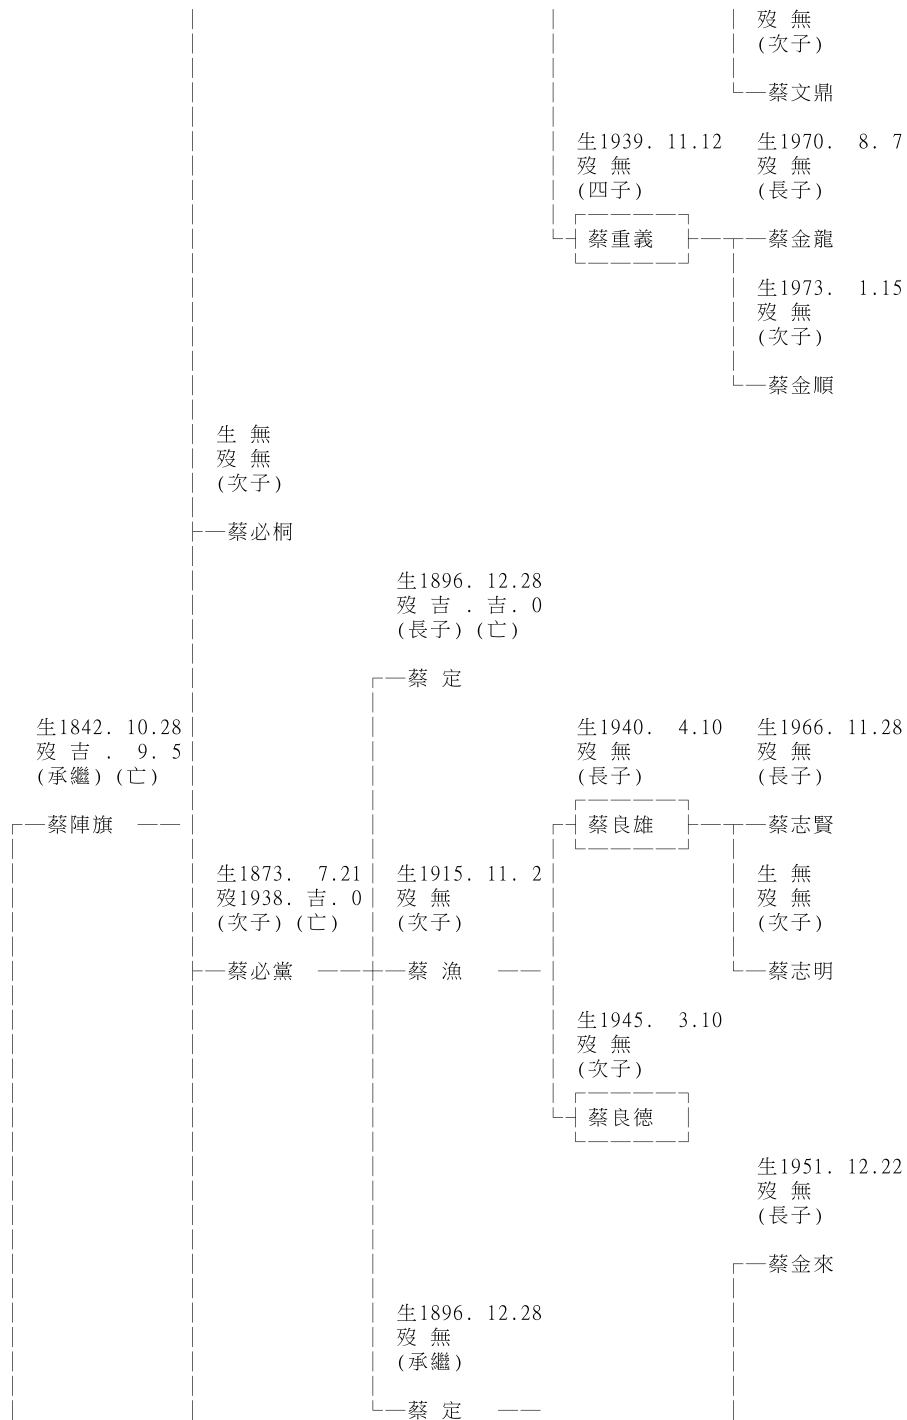 歿 無
(次子)
蔡文鼎
生1939. 11.12 生1970. 8. 7
歿 無 歿 無
(四子) (長子)
蔡重義 蔡金龍
生1973. 1.15
歿 無
(次子)
蔡金順
生 無
歿 無
(次子)
蔡必桐
生1896. 12.28
歿 吉 . 吉. 0
(長子) (亡)
蔡 定
生1842. 10.28 生1940. 4.10 生1966. 11.28
歿 吉 . 9. 5 歿 無 歿 無
(承繼) (亡) (長子) (長子)
蔡陣旗 蔡良雄 蔡志賢
生1873. 7.21 生1915. 11. 2 生 無
歿1938. 吉. 0 歿 無 歿 無
(次子) (亡) (次子) (次子)
蔡必黨 蔡 漁 蔡志明
生1945. 3.10
歿 無
(次子)
蔡良德
生1951. 12.22
歿 無
(長子)
蔡金來
生1896. 12.28
歿 無
(承繼)
蔡 定